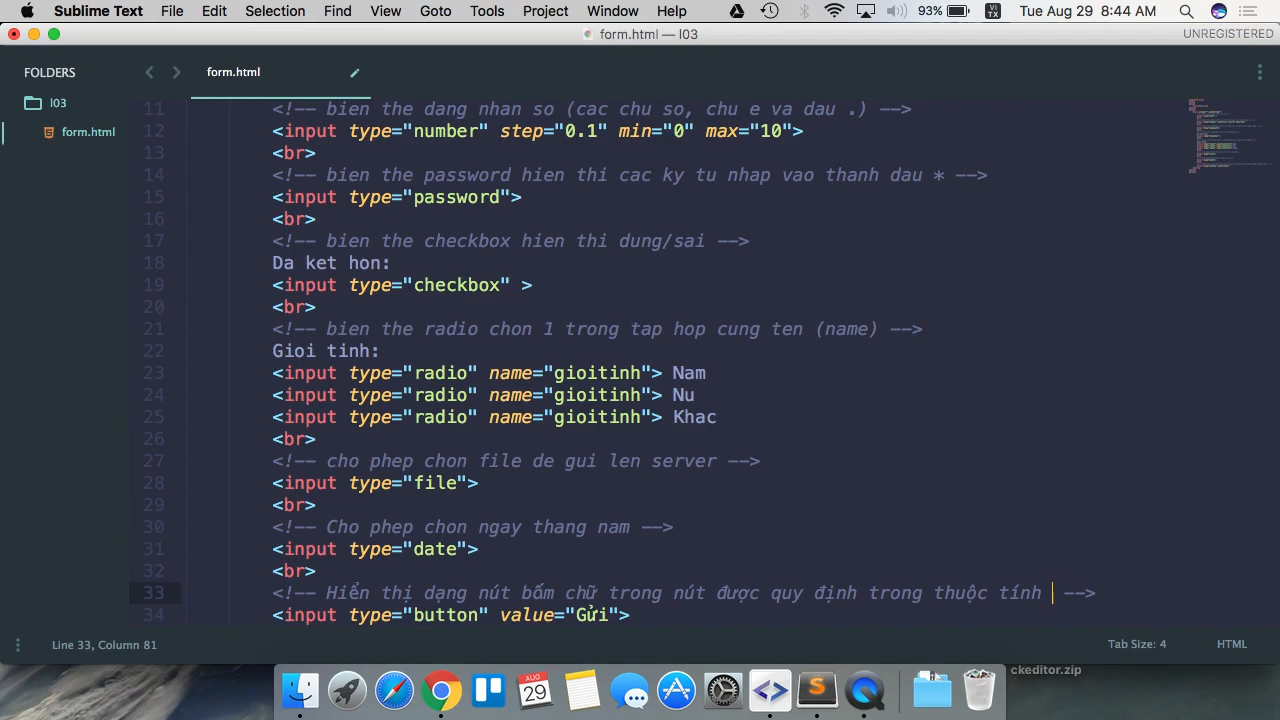 Sublime Text File Edit Selection Find View Goto Tools Project Window Help 93% VI TX Tue Aug 29 8:44 AM
form.html — l03 UNREGISTERED
FOLDERS
l03
form.html
form.html
11 <!-- bien the dang nhan so (cac chu so, chu e va dau .) -->
12 <input type="number" step="0.1" min="0" max="10">
13 <br>
14 <!-- bien the password hien thi cac ky tu nhap vao thanh dau * -->
15 <input type="password">
16 <br>
17 <!-- bien the checkbox hien thi dung/sai -->
18 Da ket hon:
19 <input type="checkbox" >
20 <br>
21 <!-- bien the radio chon 1 trong tap hop cung ten (name) -->
22 Gioi tinh:
23 <input type="radio" name="gioitinh"> Nam
24 <input type="radio" name="gioitinh"> Nu
25 <input type="radio" name="gioitinh"> Khac
26 <br>
27 <!-- cho phep chon file de gui len server -->
28 <input type="file">
29 <br>
30 <!-- Cho phep chon ngay thang nam -->
31 <input type="date">
32 <br>
33 <!-- Hiển thị dạng nút bấm chữ trong nút được quy định trong thuộc tính -->
34 <input type="button" value="Gửi">
Line 33, Column 81 Tab Size: 4 HTML
ckeditor.zip
AUG
29